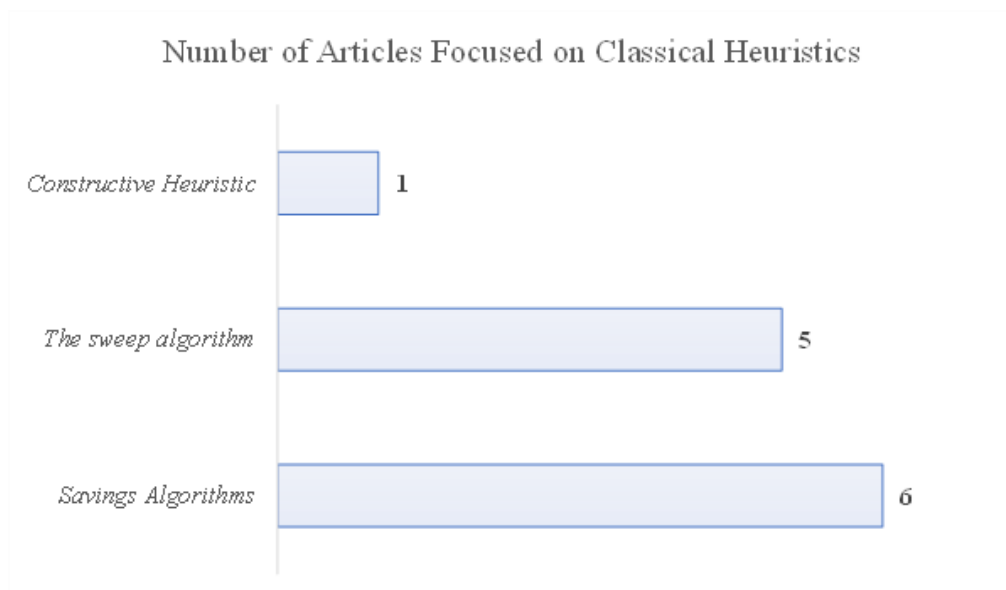 Number of Articles Focused on Classical Heuristics
Constructive Heuristic
1
The sweep algorithm
5
Savings Algorithms
6